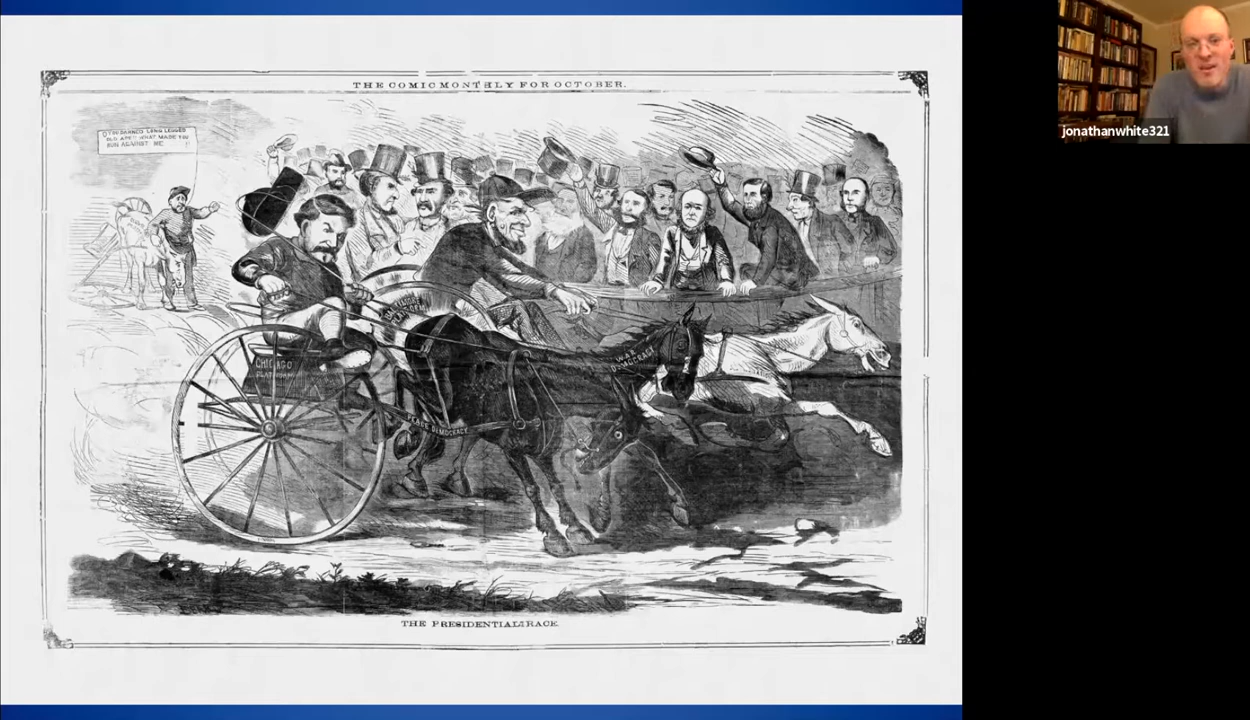 THE COMIC MONTHLY FOR OCTOBER.
jonathanwhite321
O YOU DARNED LONG LEGGED
OLD APE! WHAT MADE YOU
RUN AGAINST ME
CHICAGO
PLATFORM
WAR
DEMOCRACY
PEACE DEMOCRACY
THE PRESIDENTIAL RACE.